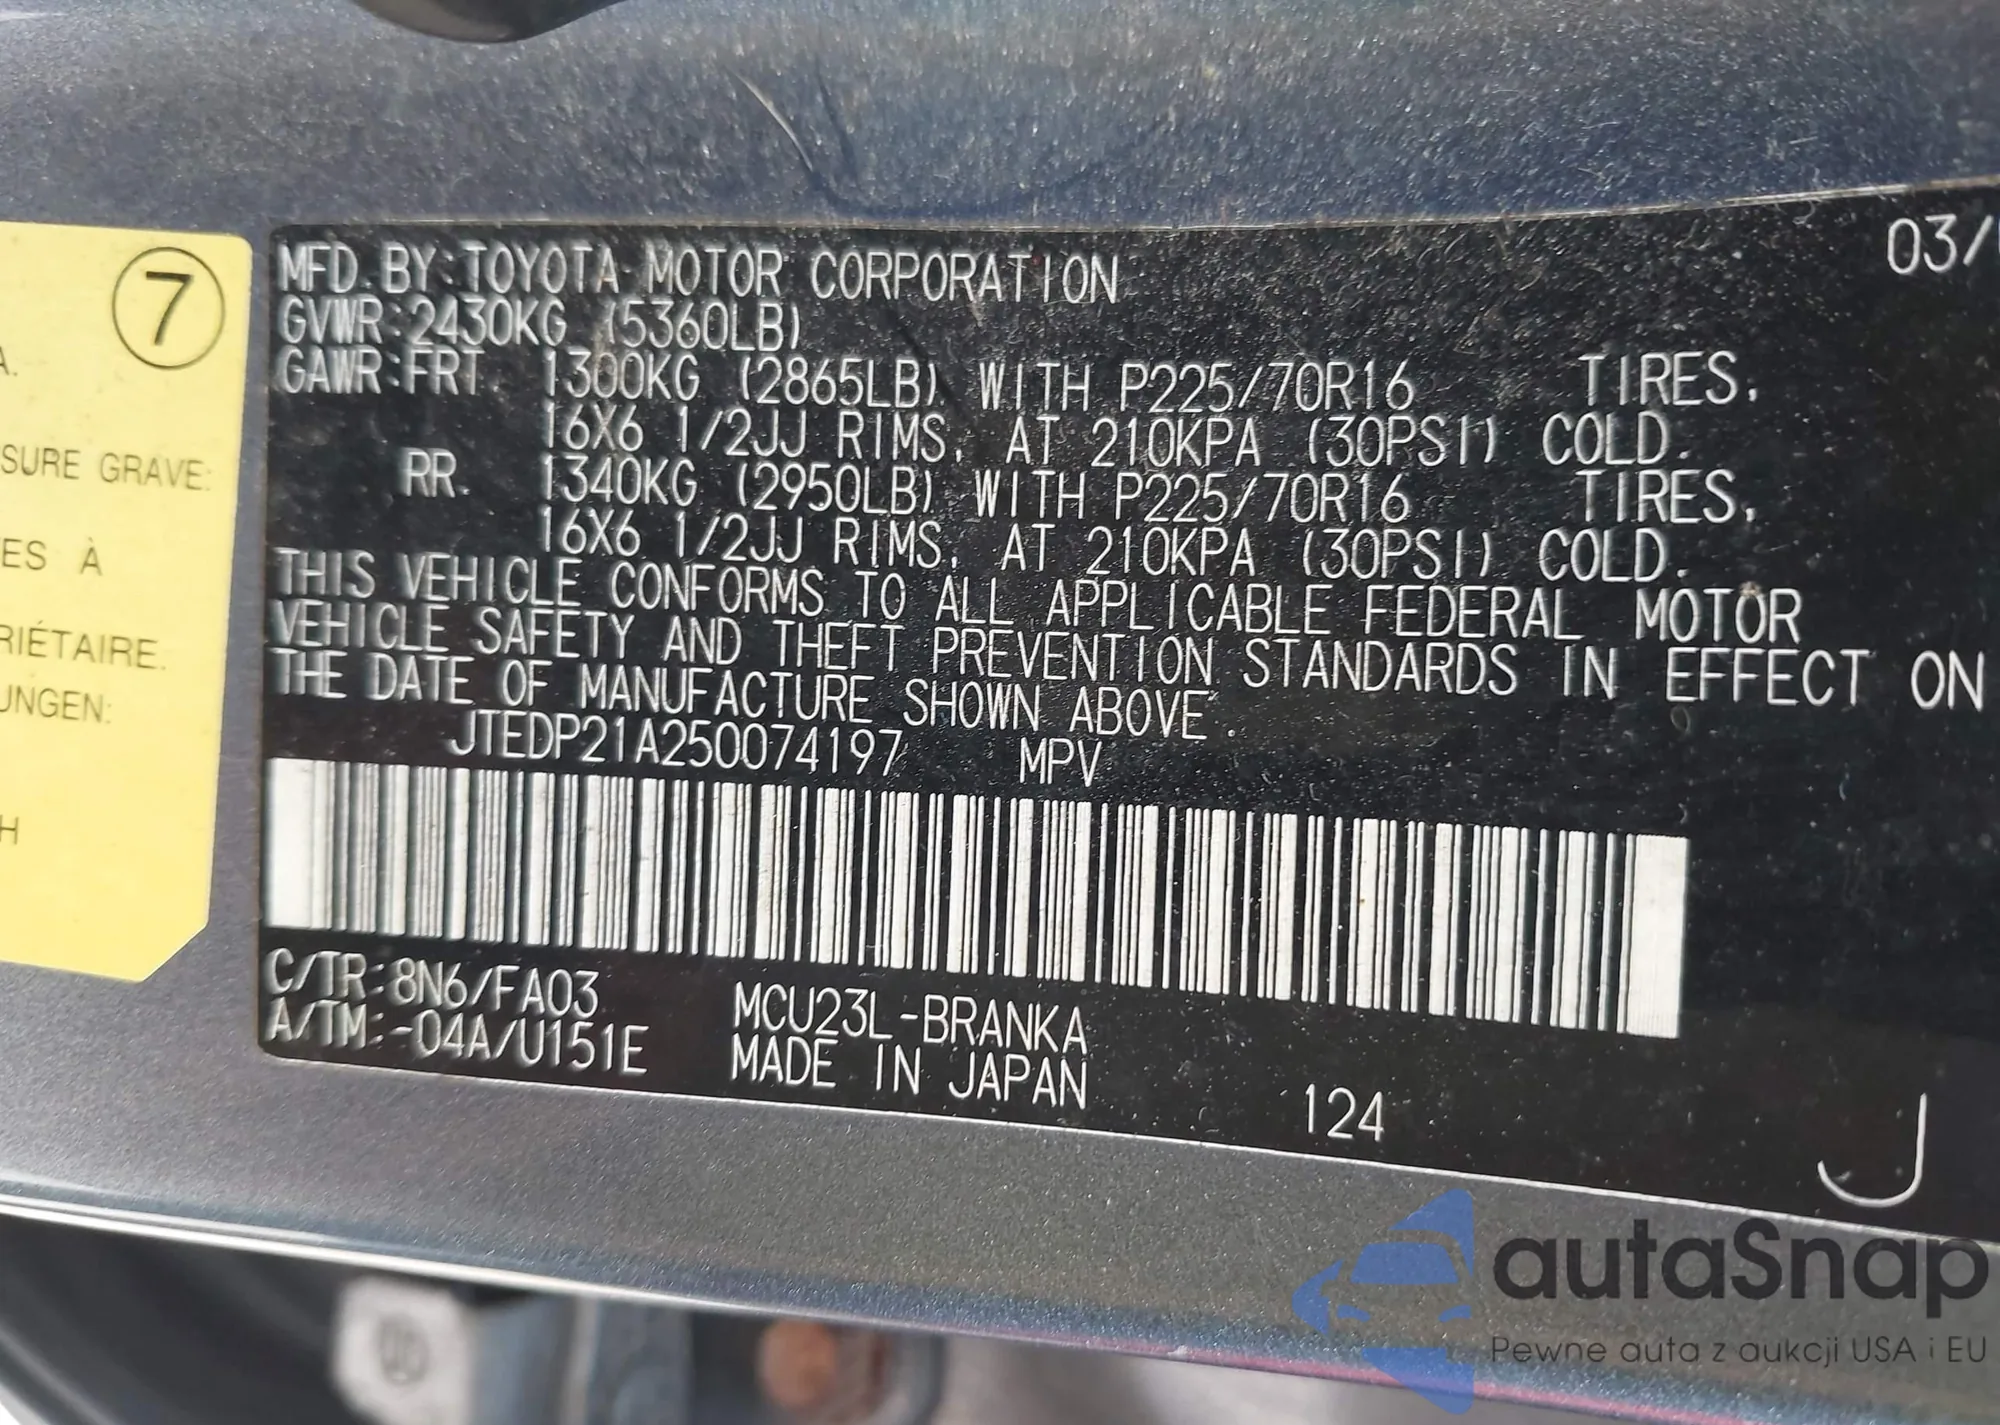 7
A.
SURE GRAVE:
ES À
RIÉTAIRE.
UNGEN:
H
03/
MFD. BY: TOYOTA MOTOR CORPORATION
GVWR: 2430KG (5360LB)
GAWR: FRT. 1300KG (2865LB) WITH P225/70R16 TIRES,
16X6 1/2JJ RIMS, AT 210KPA (30PSI) COLD.
RR. 1340KG (2950LB) WITH P225/70R16 TIRES,
16X6 1/2JJ RIMS, AT 210KPA (30PSI) COLD.
THIS VEHICLE CONFORMS TO ALL APPLICABLE FEDERAL MOTOR
VEHICLE SAFETY AND THEFT PREVENTION STANDARDS IN EFFECT ON
THE DATE OF MANUFACTURE SHOWN ABOVE.
JTEDP21A250074197 MPV
C/TR: 8N6/FA03 MCU23L-BRANKA
A/TM: -04A/U151E MADE IN JAPAN
124
J
autaSnap
Pewne auta z aukcji USA i EU